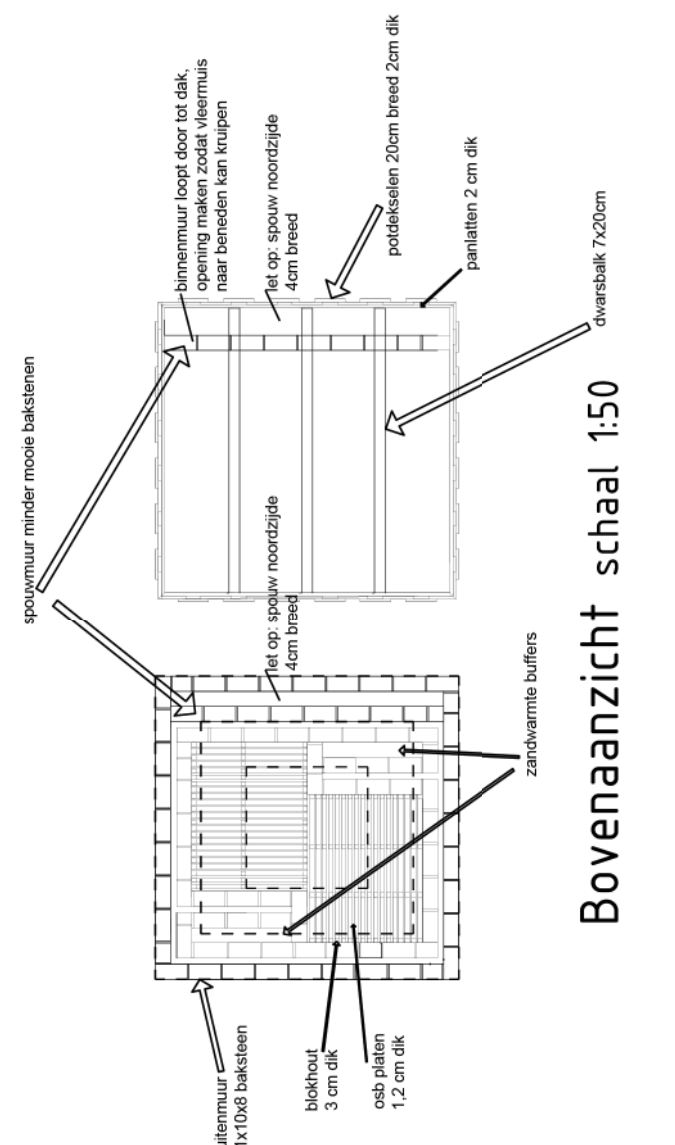 spouwmuur minder mooie bakstenen
binnenmuur loopt door tot dak,
opening maken zodat vleermuis
naar beneden kan kruipen
uitenmuur
1x10x8 baksteen
let op: spouw noordzijde
4cm breed
let op: spouw noordzijde
4cm breed
blokhout
3 cm dik
osb platen
1,2 cm dik
potdekselen 20cm breed 2cm dik
panlatten 2 cm dik
zandwarmte buffers
dwarsbalk 7x20cm
Bovenaanzicht schaal 1:50